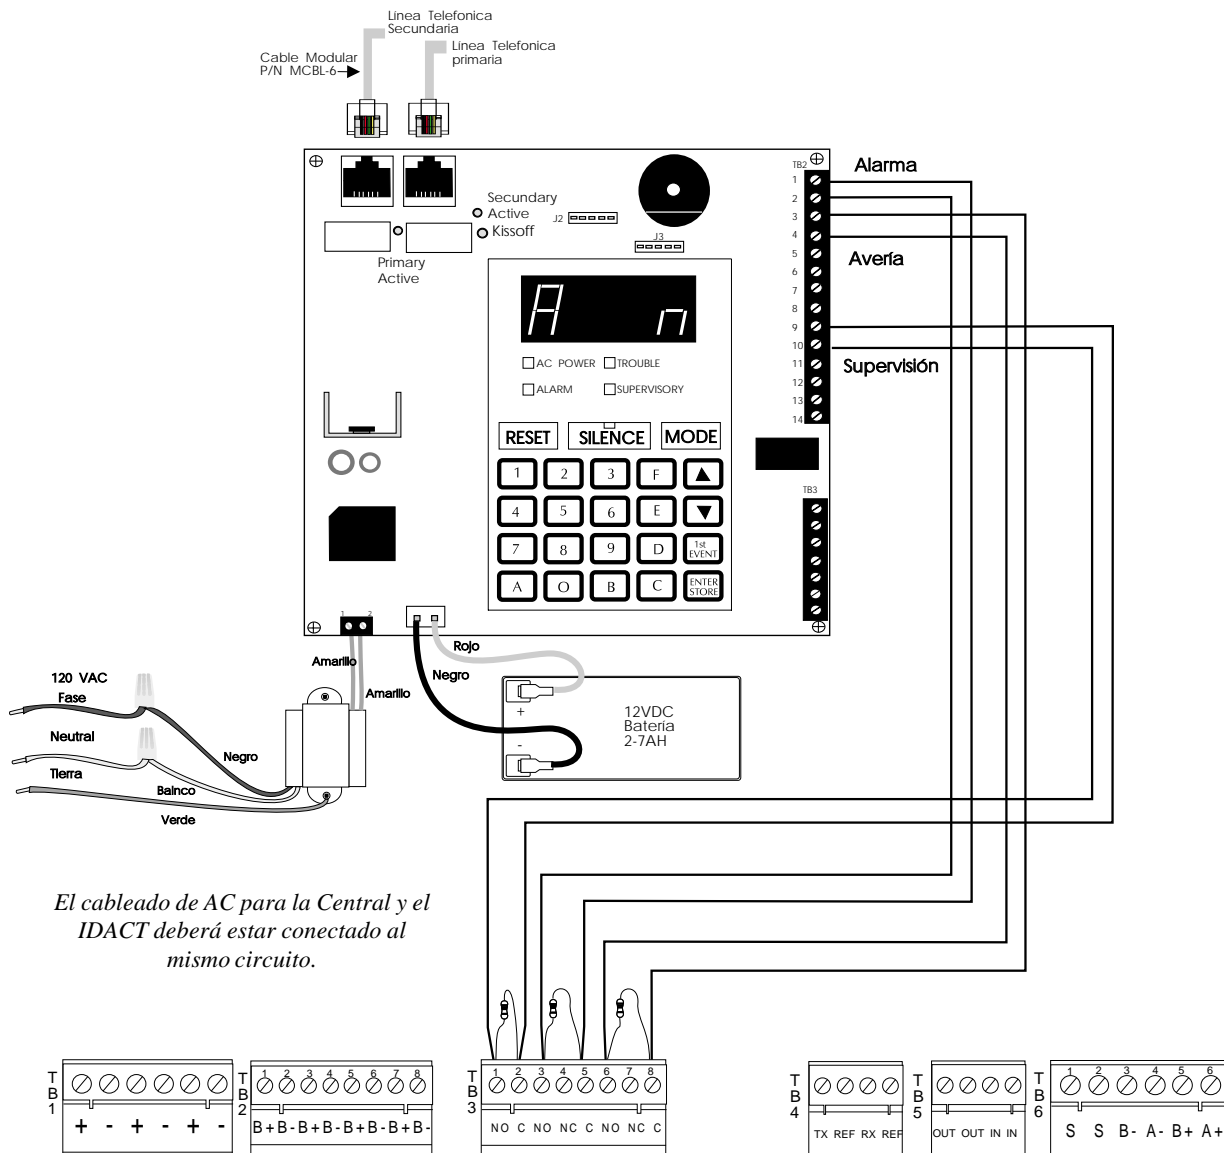 Línea Telefonica
Secundaria
Línea Telefonica
primaria
Cable Modular
P/N MCBL-6
TB2
Alarma
1
2
3
4
5
6
7
8
9
10
11
12
13
14
Avería
Supervisión
Secundary
Active
Kissoff
J2
J3
Primary
Active
A n
AC POWER TROUBLE
ALARM SUPERVISORY
RESET SILENCE MODE
1 2 3 F ▲
4 5 6 E ▼
7 8 9 D 1st EVENT
A O B C ENTER STORE
TB3
1 2
Amarillo
Rojo
Negro
Amarillo
120 VAC
Fase
Neutral
Negro
Tierra
Balnco
Verde
+
-
12VDC
Batería
2-7AH
El cableado de AC para la Central y el
IDACT deberá estar conectado al
mismo circuito.
TB1
+ - + - + -
TB2
1 2 3 4 5 6 7 8
B+ B- B+ B- B+ B- B+ B-
TB3
1 2 3 4 5 6 7 8
NO C NO NC C NO NC C
TB4
TX REF RX REF
TB5
OUT OUT IN IN
TB6
1 2 3 4 5 6
S S B- A- B+ A+